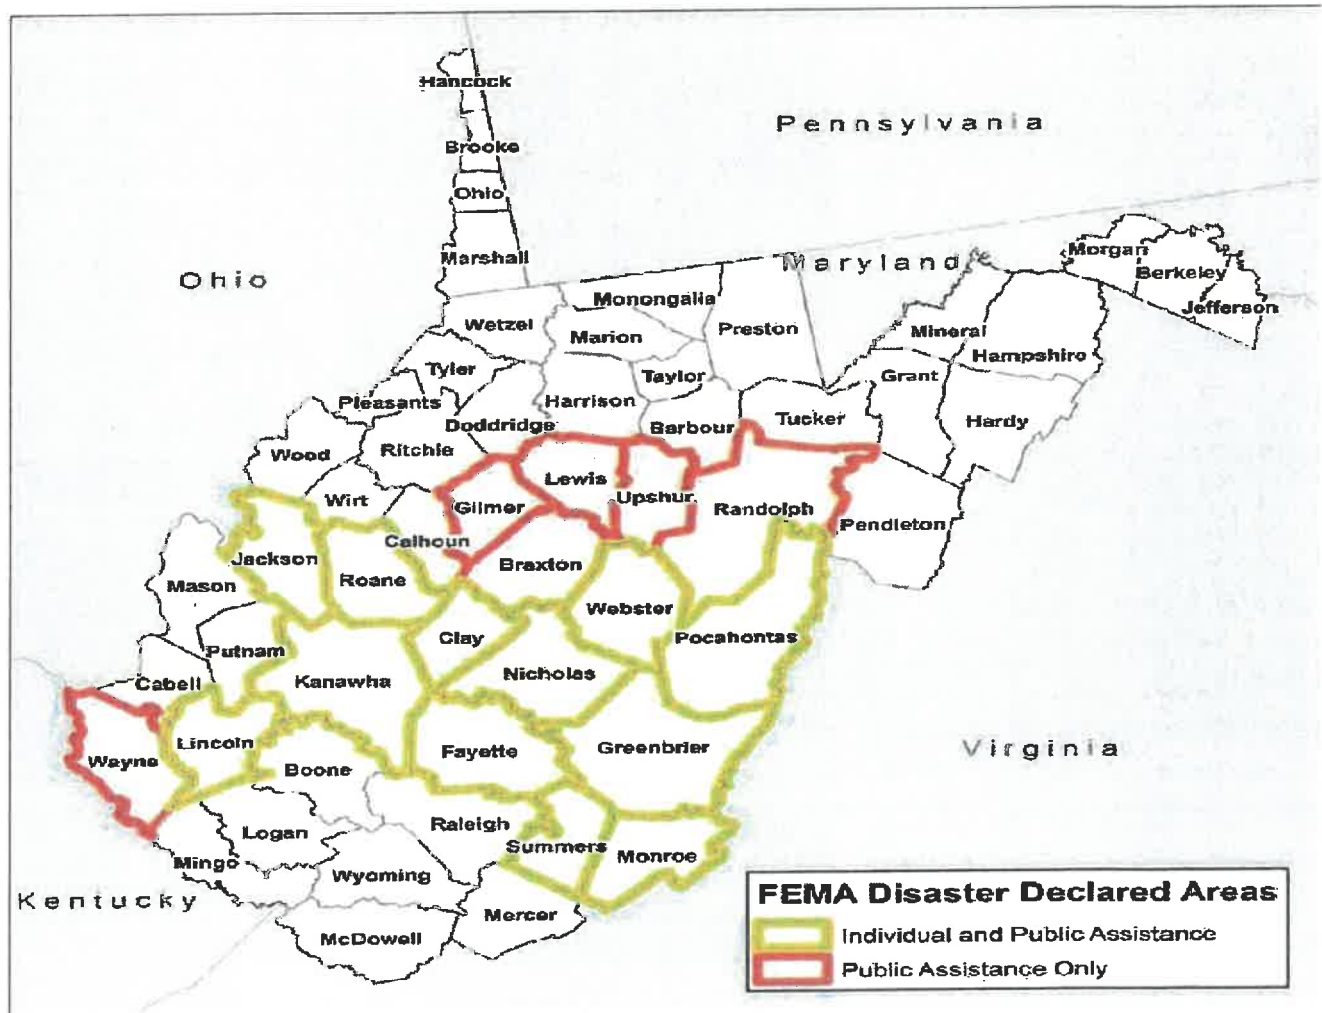 Hancock
Pennsylvania
Brooke
Ohio
Marshall
Ohio
Maryland
Morgan
Berkeley
Jefferson
Monongalia
Wetzel
Marion
Preston
Mineral
Hampshiro
Tyler
Taylor
Grant
Pleasants
Harrison
Doddridge
Barbour
Tucker
Hardy
Wood
Ritchie
Lewis
Wirt
Gilmer
Upshur
Randolph
Pendleton
Calhoun
Jackson
Braxton
Mason
Roane
Webster
Clay
Pocahontas
Putnam
Kanawha
Nicholas
Cabell
Lincoln
Fayette
Greenbrier
Virginia
Wayne
Boone
Logan
Raleigh
Summers
Monroe
Mingo
Wyoming
Kentucky
Mercer
McDowell
FEMA Disaster Declared Areas
Individual and Public Assistance
Public Assistance Only